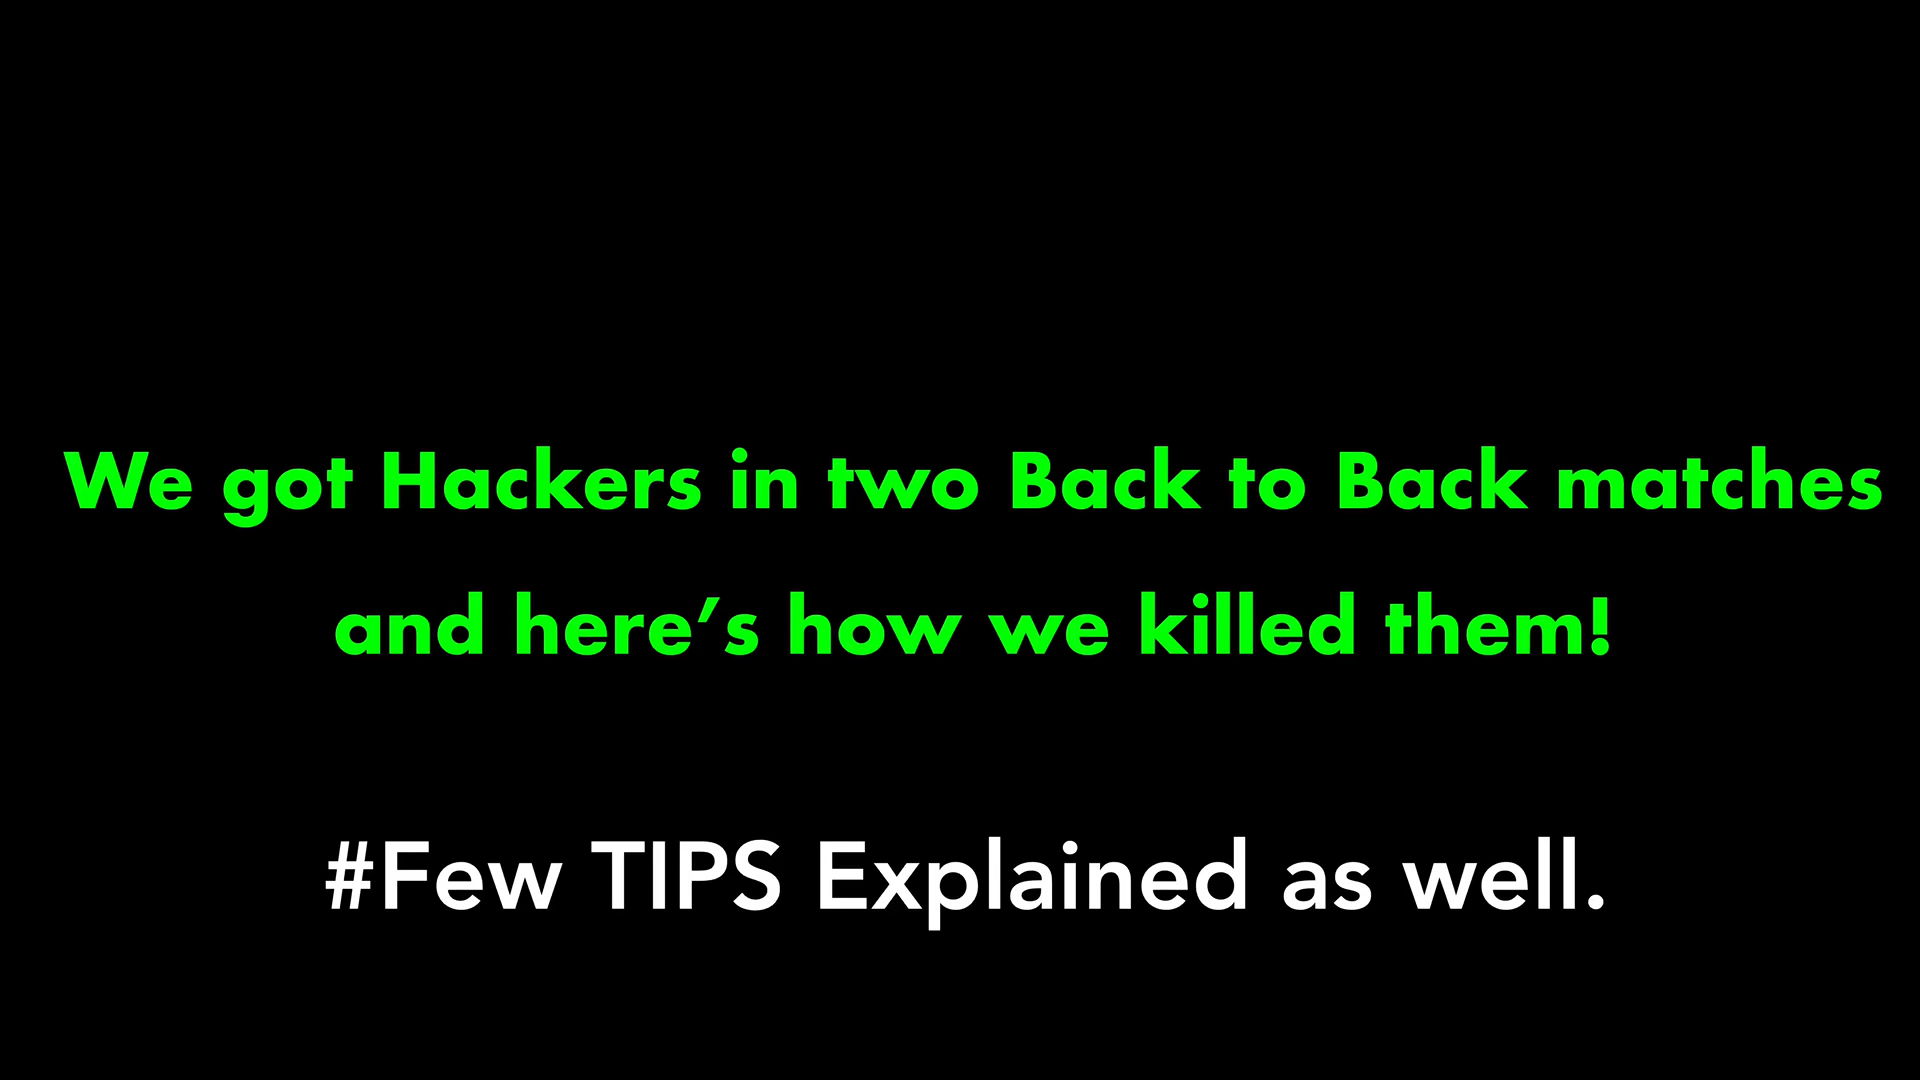 We got Hackers in two Back to Back matches
and here’s how we killed them!
#Few TIPS Explained as well.